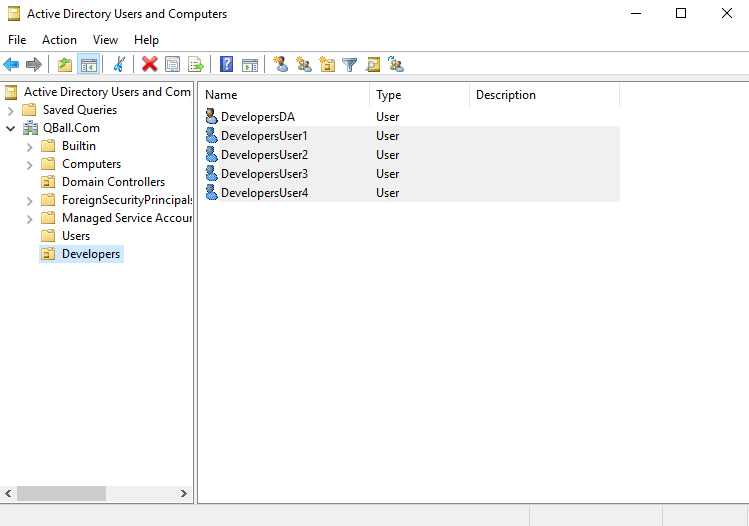 Active Directory Users and Computers
File Action View Help
Active Directory Users and Com
Saved Queries
QBall.Com
Builtin
Computers
Domain Controllers
ForeignSecurityPrincipals
Managed Service Accour
Users
Developers
Name Type Description
DevelopersDA User
DevelopersUser1 User
DevelopersUser2 User
DevelopersUser3 User
DevelopersUser4 User